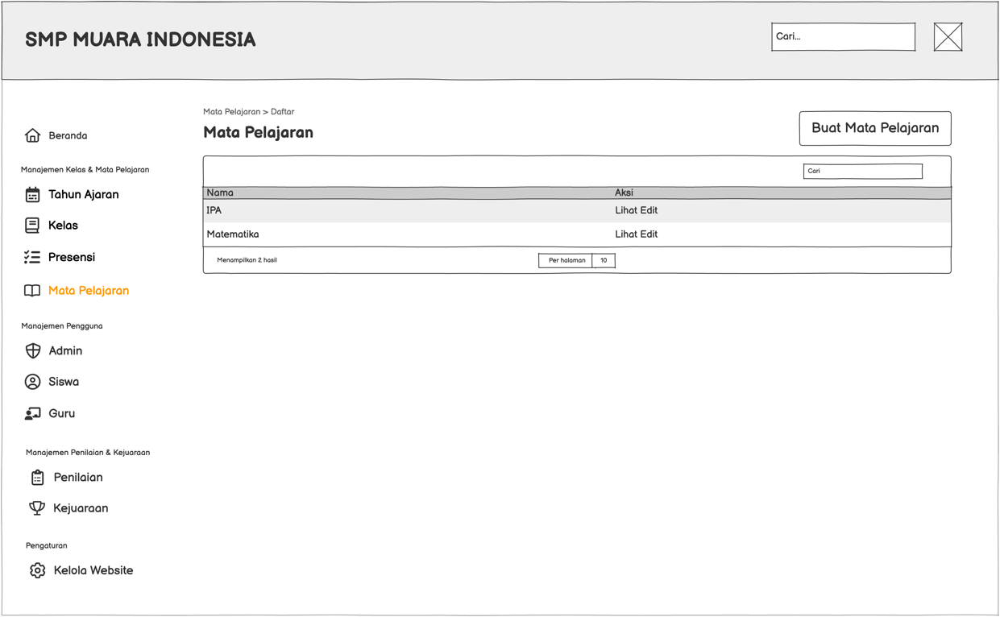 SMP MUARA INDONESIA
Cari...
Beranda
Manajemen Kelas & Mata Pelajaran
Tahun Ajaran
Kelas
Presensi
Mata Pelajaran
Manajemen Pengguna
Admin
Siswa
Guru
Manajemen Penilaian & Kejuaraan
Penilaian
Kejuaraan
Pengaturan
Kelola Website
Mata Pelajaran > Daftar
Mata Pelajaran
Buat Mata Pelajaran
Cari
Nama Aksi
IPA Lihat Edit
Matematika Lihat Edit
Menampilkan 2 hasil Per halaman 10